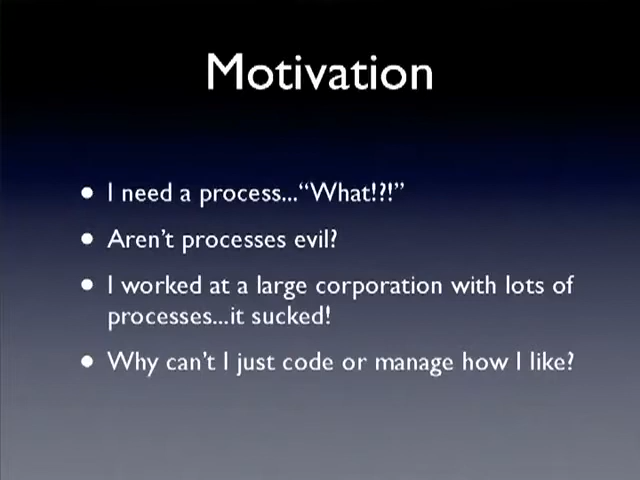 Motivation
• I need a process...“What!?!”
• Aren’t processes evil?
• I worked at a large corporation with lots of
processes...it sucked!
• Why can’t I just code or manage how I like?